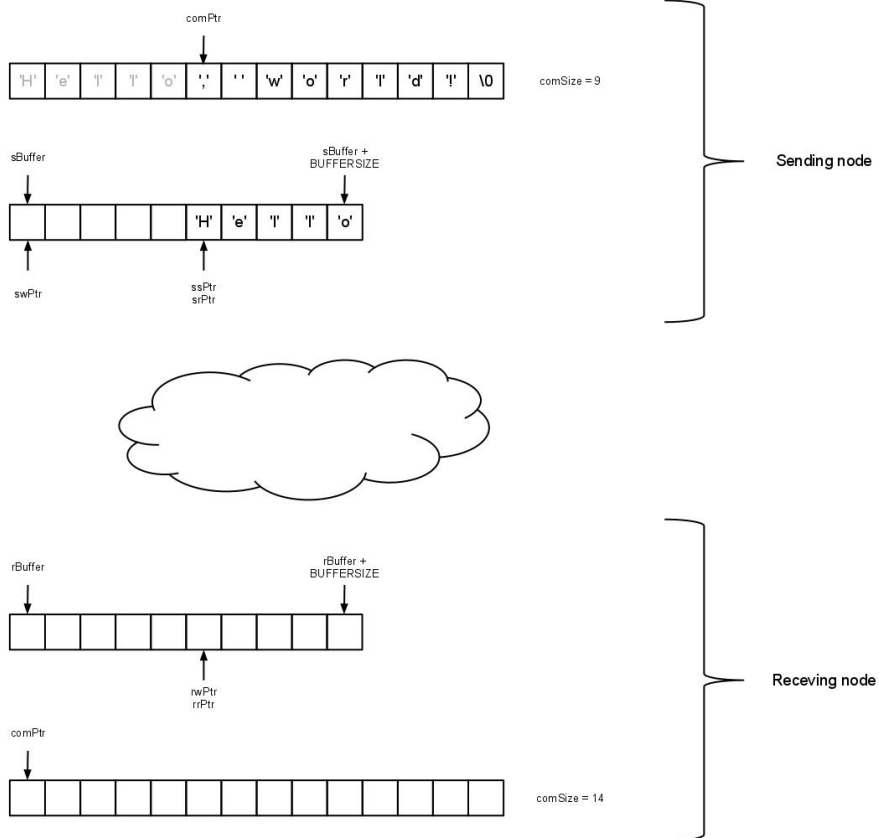 comPtr
'H' 'e' 'l' 'l' 'o' ',' ' ' 'w' 'o' 'r' 'l' 'd' '!' \0
comSize = 9
sBuffer
sBuffer +
BUFFERSIZE
Sending node
'H' 'e' 'l' 'l' 'o'
swPtr
ssPtr
srPtr
rBuffer
rBuffer +
BUFFERSIZE
rwPtr
rrPtr
Receving node
comPtr
comSize = 14